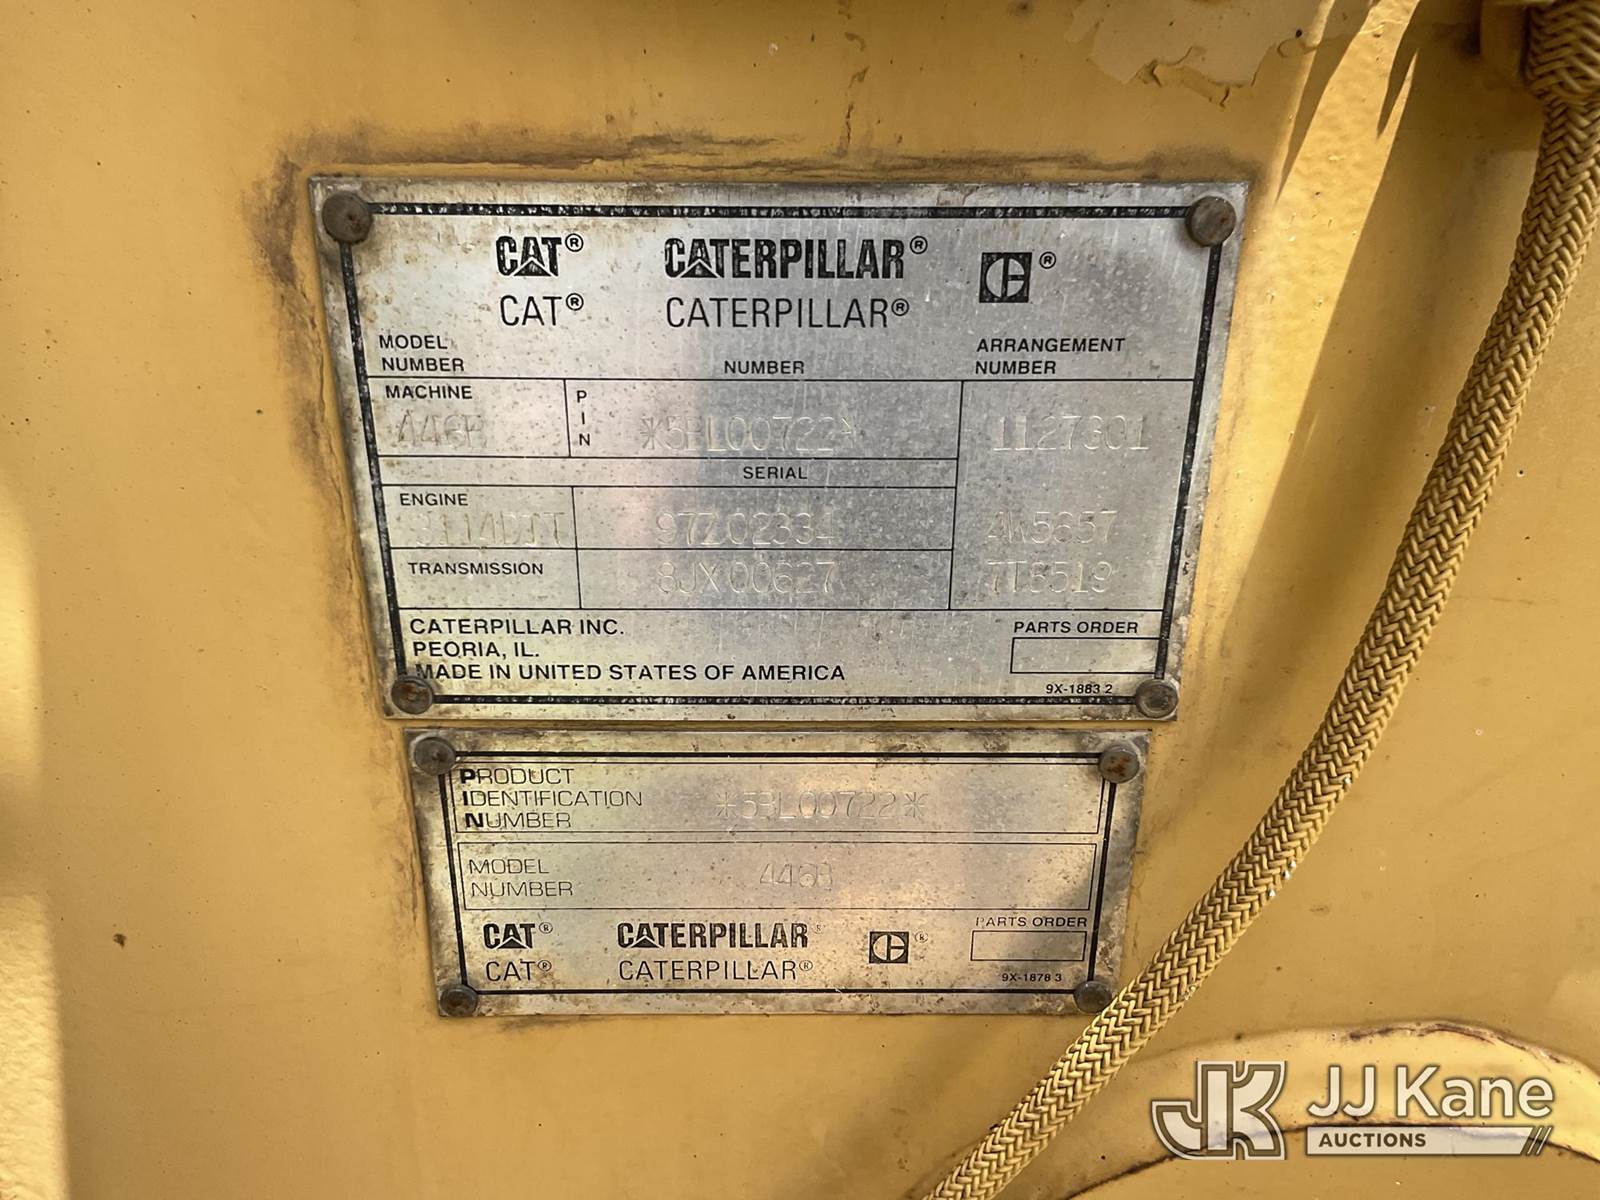 CAT® CATERPILLAR® ®
CAT® CATERPILLAR®
MODEL NUMBER NUMBER ARRANGEMENT NUMBER
MACHINE 446B PIN *5BL00722* 1127301
SERIAL
ENGINE 3114DIT 97Z02334
TRANSMISSION 8JX00627
CATERPILLAR INC.
PEORIA, IL.
MADE IN UNITED STATES OF AMERICA
PARTS ORDER
9X-1883 2
PRODUCT
IDENTIFICATION *5BL00722*
NUMBER
MODEL
NUMBER 446B
CAT® CATERPILLAR® ®
CAT® CATERPILLAR®
PARTS ORDER
9X-1878 3
JK JJ Kane
AUCTIONS